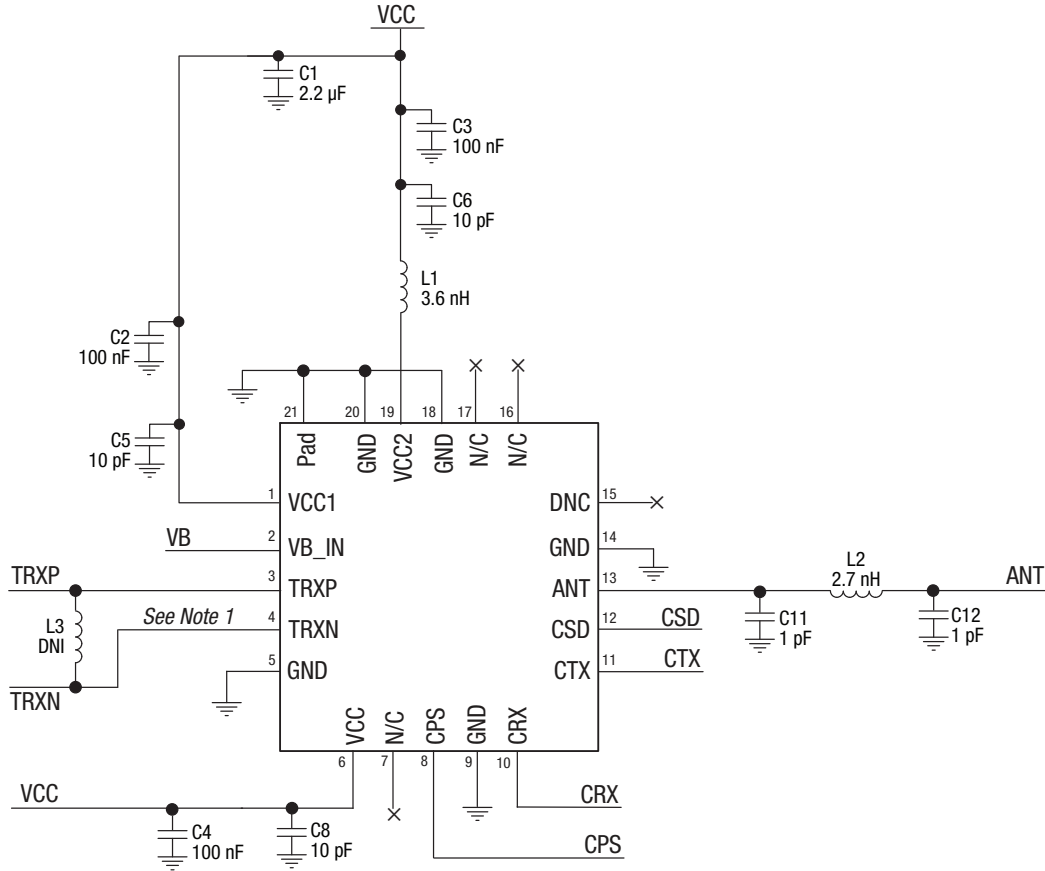 VCC
C1
2.2 µF
C3
100 nF
C6
10 pF
L1
3.6 nH
C2
100 nF
C5
10 pF
21
20
19
18
17
16
Pad
GND
VCC2
GND
N/C
N/C
1
VCC1
DNC
15
VB
2
VB_IN
GND
14
L2
2.7 nH
TRXP
3
TRXP
ANT
13
ANT
L3
DNI
See Note 1
4
TRXN
CSD
12
CSD
C11
1 pF
C12
1 pF
TRXN
5
GND
CTX
11
CTX
VCC
N/C
CPS
GND
CRX
6
7
8
9
10
VCC
CRX
C4
100 nF
C8
10 pF
CPS